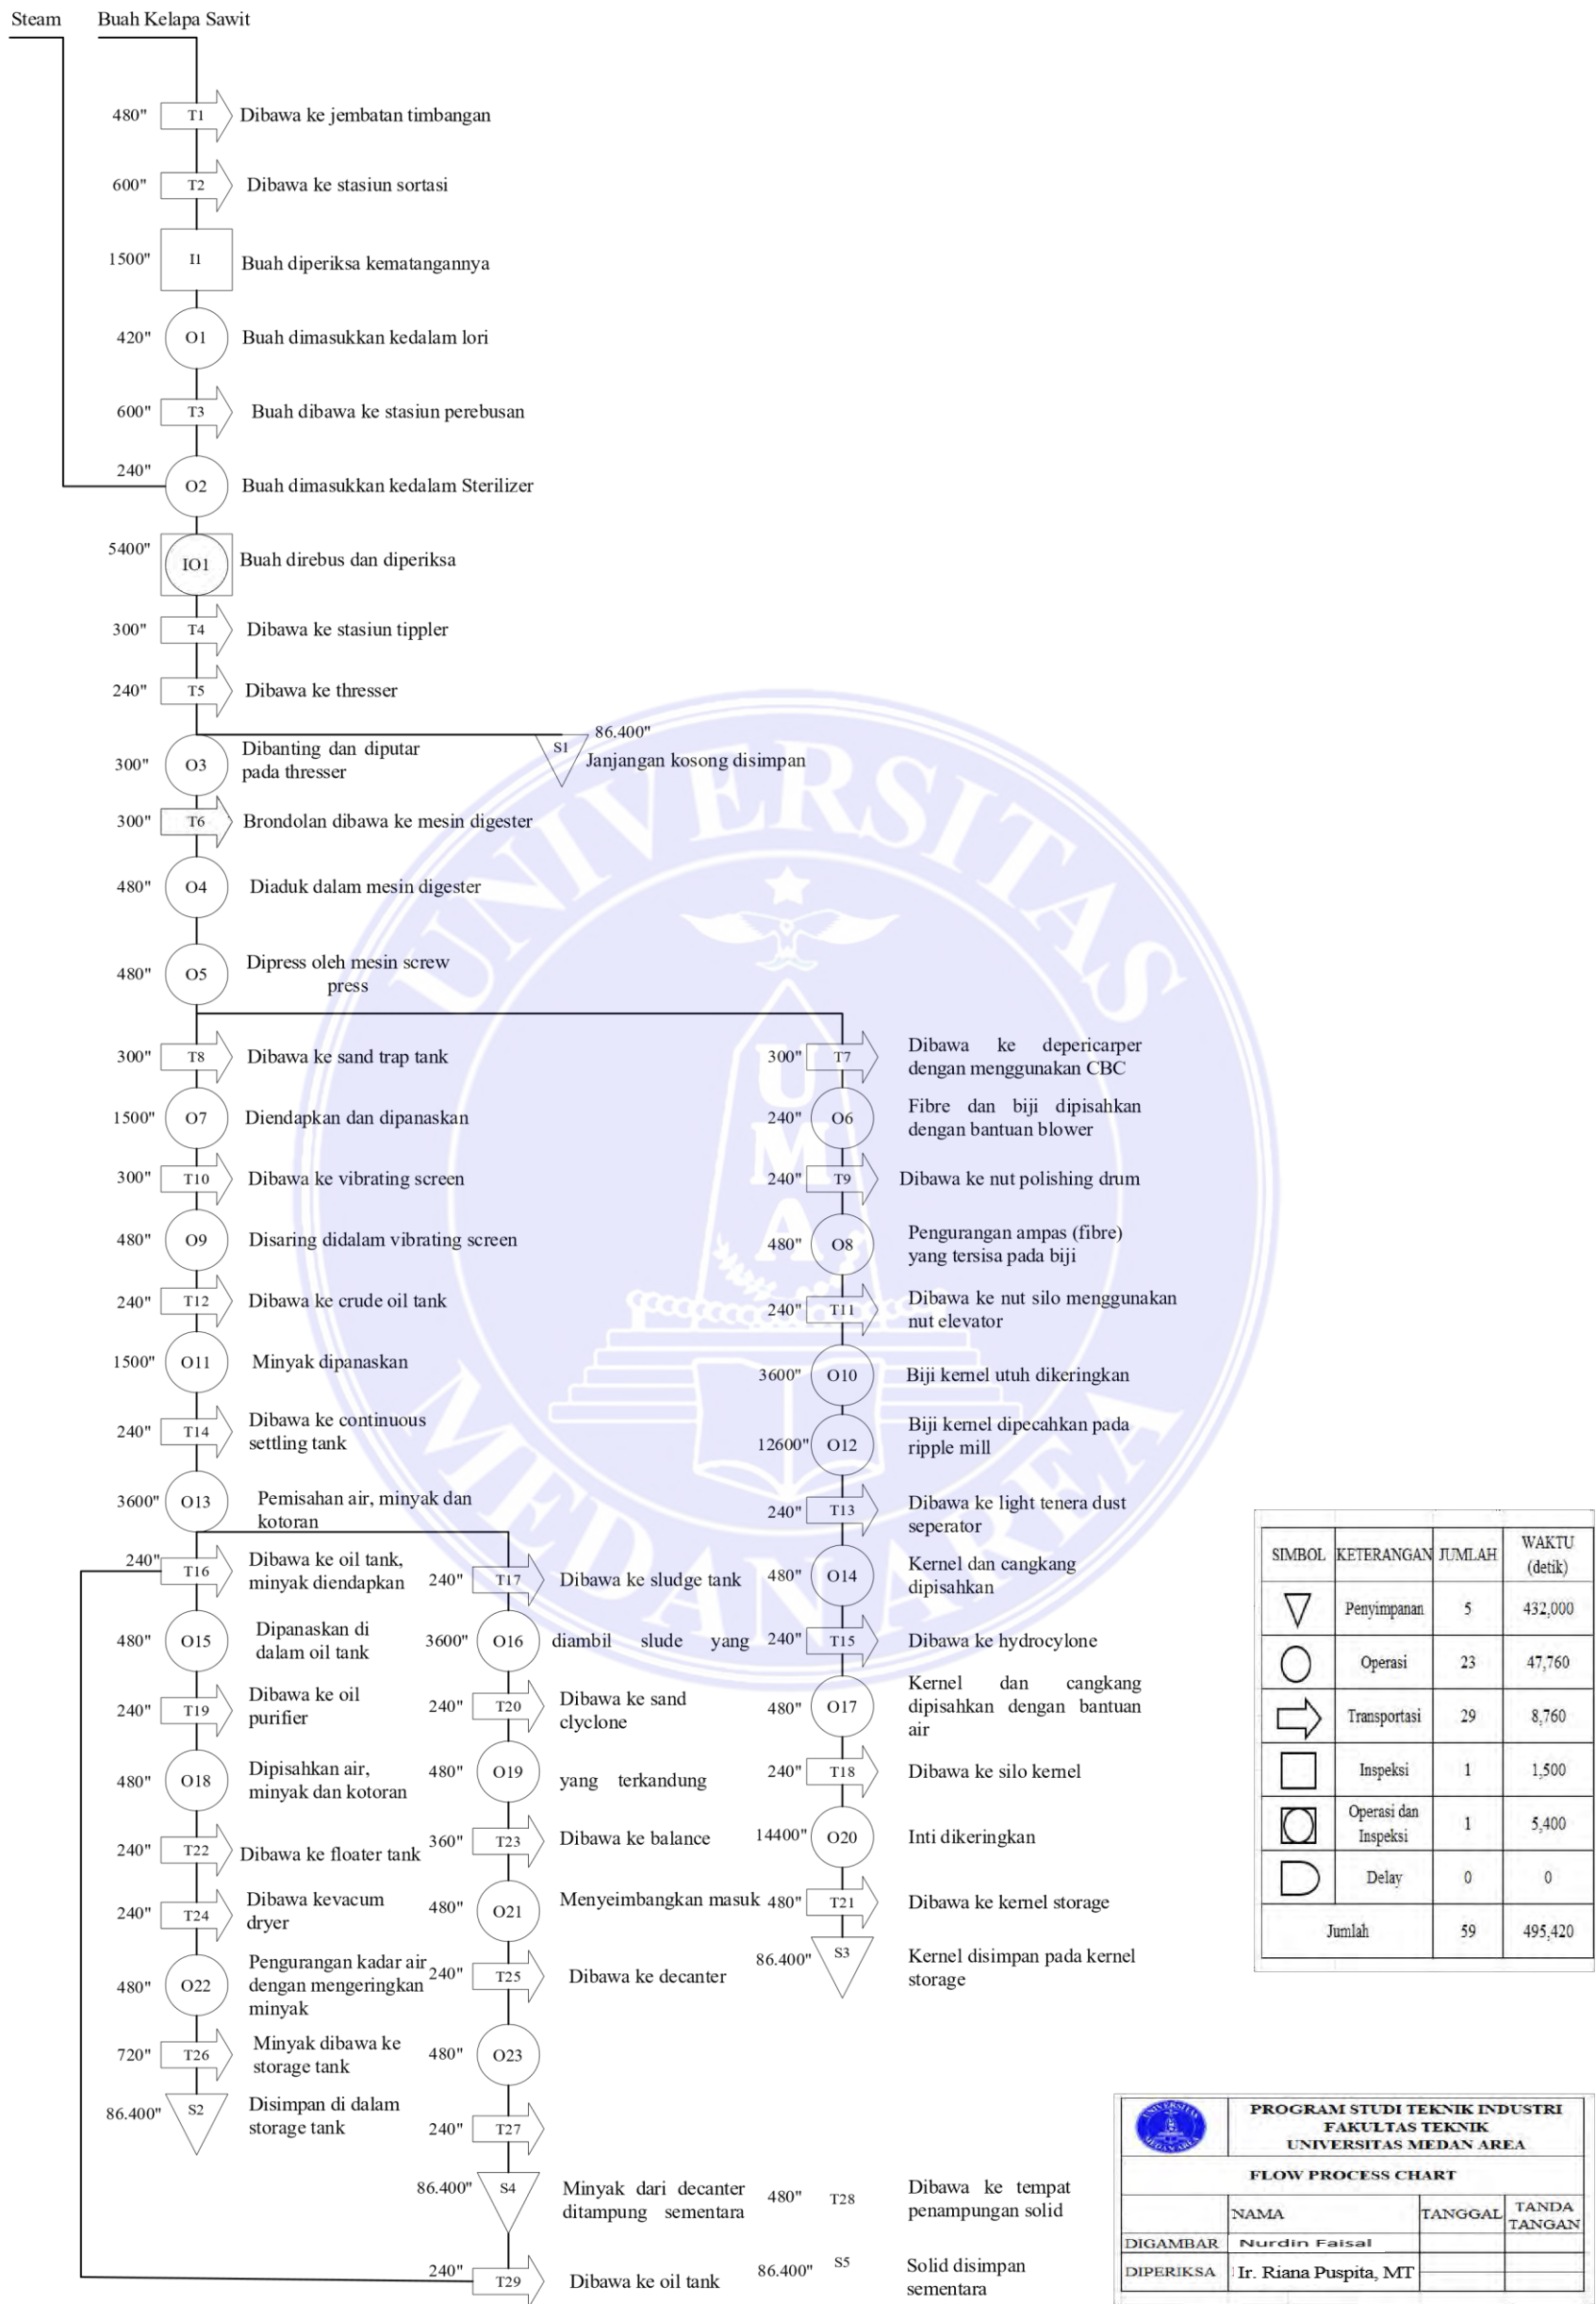 Steam
Buah Kelapa Sawit
480"
T1
Dibawa ke jembatan timbangan
600"
T2
Dibawa ke stasiun sortasi
1500"
I1
Buah diperiksa kematangannya
420"
O1
Buah dimasukkan kedalam lori
600"
T3
Buah dibawa ke stasiun perebusan
240"
O2
Buah dimasukkan kedalam Sterilizer
5400"
IO1
Buah direbus dan diperiksa
300"
T4
Dibawa ke stasiun tippler
240"
T5
Dibawa ke thresser
300"
O3
Dibanting dan diputar
pada thresser
86.400"
S1
Janjangan kosong disimpan
300"
T6
Brondolan dibawa ke mesin digester
480"
O4
Diaduk dalam mesin digester
480"
O5
Dipress oleh mesin screw
press
300"
T8
Dibawa ke sand trap tank
1500"
O7
Diendapkan dan dipanaskan
300"
T10
Dibawa ke vibrating screen
480"
O9
Disaring didalam vibrating screen
240"
T12
Dibawa ke crude oil tank
1500"
O11
Minyak dipanaskan
240"
T14
Dibawa ke continuous
settling tank
3600"
O13
Pemisahan air, minyak dan
kotoran
240"
T16
Dibawa ke oil tank,
minyak diendapkan
480"
O15
Dipanaskan di
dalam oil tank
240"
T19
Dibawa ke oil
purifier
480"
O18
Dipisahkan air,
minyak dan kotoran
240"
T22
Dibawa ke floater tank
240"
T24
Dibawa kevacum
dryer
480"
O22
Pengurangan kadar air
dengan mengeringkan
minyak
720"
T26
Minyak dibawa ke
storage tank
86.400"
S2
Disimpan di dalam
storage tank
240"
T17
Dibawa ke sludge tank
3600"
O16
diambil slude yang
240"
T20
Dibawa ke sand
clyclone
480"
O19
yang terkandung
360"
T23
Dibawa ke balance
480"
O21
Menyeimbangkan masuk
240"
T25
Dibawa ke decanter
480"
O23
240"
T27
86.400"
S4
Minyak dari decanter
ditampung sementara
240"
T29
Dibawa ke oil tank
300"
T7
Dibawa ke depericarper
dengan menggunakan CBC
240"
O6
Fibre dan biji dipisahkan
dengan bantuan blower
240"
T9
Dibawa ke nut polishing drum
480"
O8
Pengurangan ampas (fibre)
yang tersisa pada biji
240"
T11
Dibawa ke nut silo menggunakan
nut elevator
3600"
O10
Biji kernel utuh dikeringkan
12600"
O12
Biji kernel dipecahkan pada
ripple mill
240"
T13
Dibawa ke light tenera dust
seperator
480"
O14
Kernel dan cangkang
dipisahkan
240"
T15
Dibawa ke hydrocylone
480"
O17
Kernel dan cangkang
dipisahkan dengan bantuan
air
240"
T18
Dibawa ke silo kernel
14400"
O20
Inti dikeringkan
480"
T21
Dibawa ke kernel storage
86.400"
S3
Kernel disimpan pada kernel
storage
480"
T28
Dibawa ke tempat
penampungan solid
86.400"
S5
Solid disimpan
sementara
UNIVERSITAS
UMA
MEDAN AREA
SIMBOL KETERANGAN JUMLAH WAKTU
(detik)
Penyimpanan 5 432,000
Operasi 23 47,760
Transportasi 29 8,760
Inspeksi 1 1,500
Operasi dan
Inspeksi 1 5,400
Delay 0 0
Jumlah 59 495,420
UNIVERSITAS
MEDAN AREA
PROGRAM STUDI TEKNIK INDUSTRI
FAKULTAS TEKNIK
UNIVERSITAS MEDAN AREA
FLOW PROCESS CHART
NAMA TANGGAL TANDA
TANGAN
DIGAMBAR Nurdin Faisal
DIPERIKSA Ir. Riana Puspita, MT